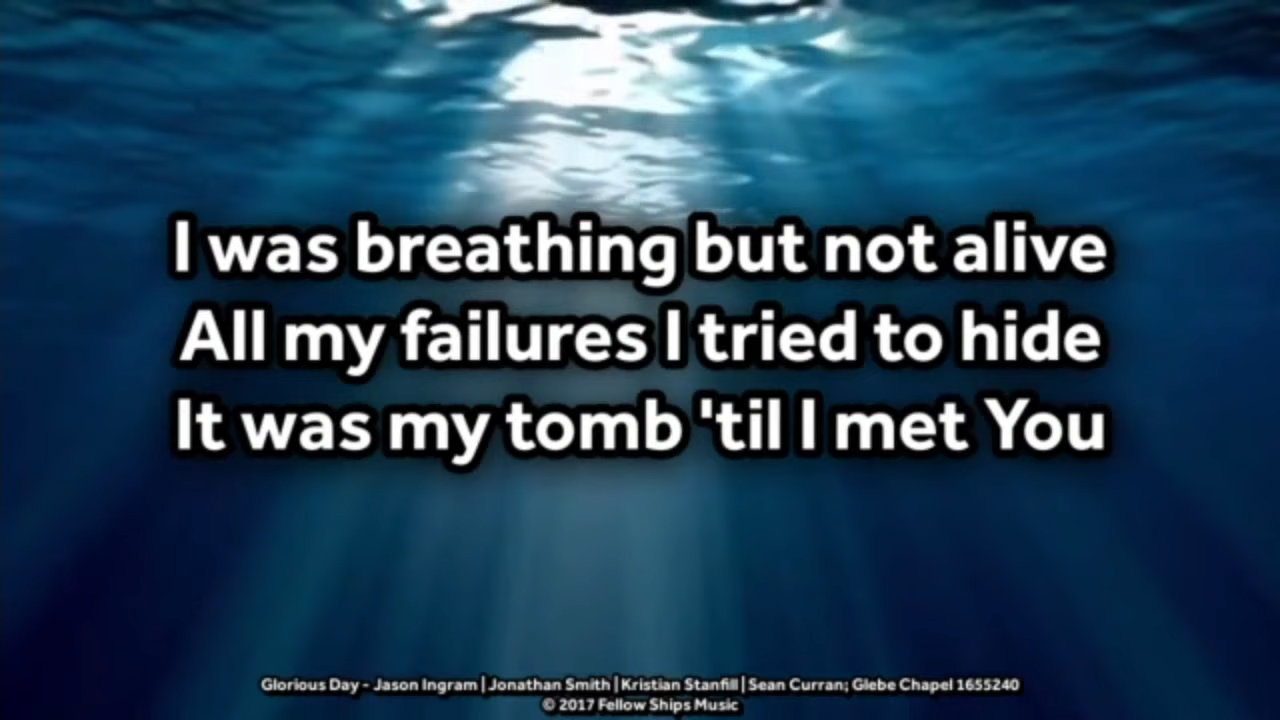 I was breathing but not alive
All my failures I tried to hide
It was my tomb 'til I met You
Glorious Day - Jason Ingram | Jonathan Smith | Kristian Stanfill | Sean Curran; Glebe Chapel 1655240
© 2017 Fellow Ships Music